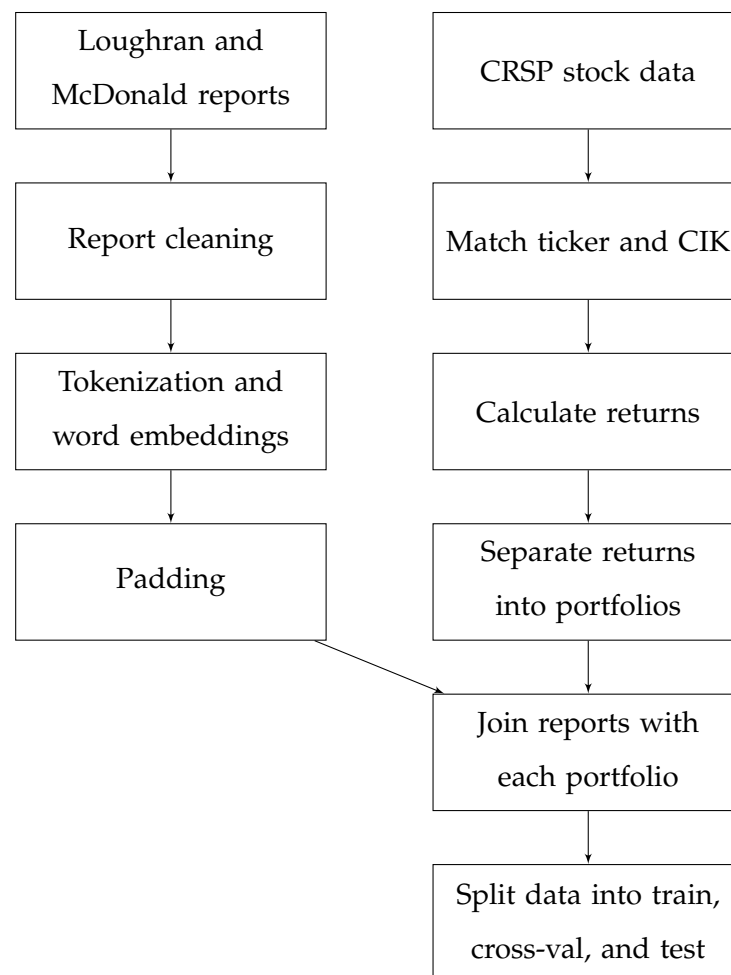 Loughran and
McDonald reports
CRSP stock data
Report cleaning
Match ticker and CIK
Tokenization and
word embeddings
Calculate returns
Padding
Separate returns
into portfolios
Join reports with
each portfolio
Split data into train,
cross-val, and test